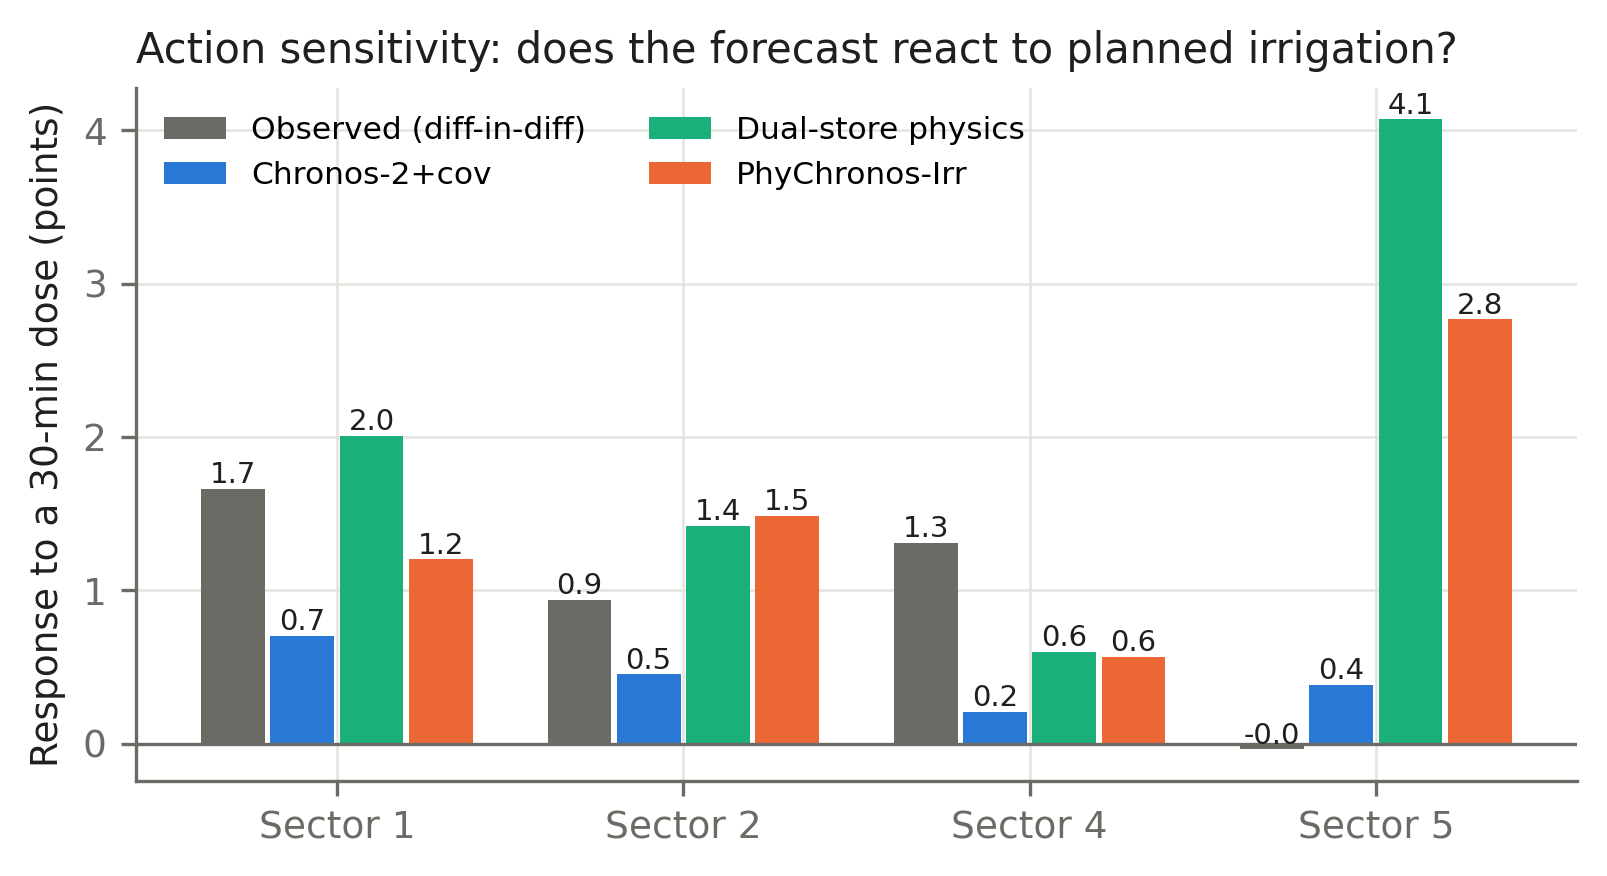 Action sensitivity: does the forecast react to planned irrigation?
Response to a 30-min dose (points)
4
3
2
1
0
Observed (diff-in-diff)
Chronos-2+cov
Dual-store physics
PhyChronos-Irr
1.7
0.7
2.0
1.2
0.9
0.5
1.4
1.5
1.3
0.2
0.6
0.6
-0.0
0.4
4.1
2.8
Sector 1
Sector 2
Sector 4
Sector 5